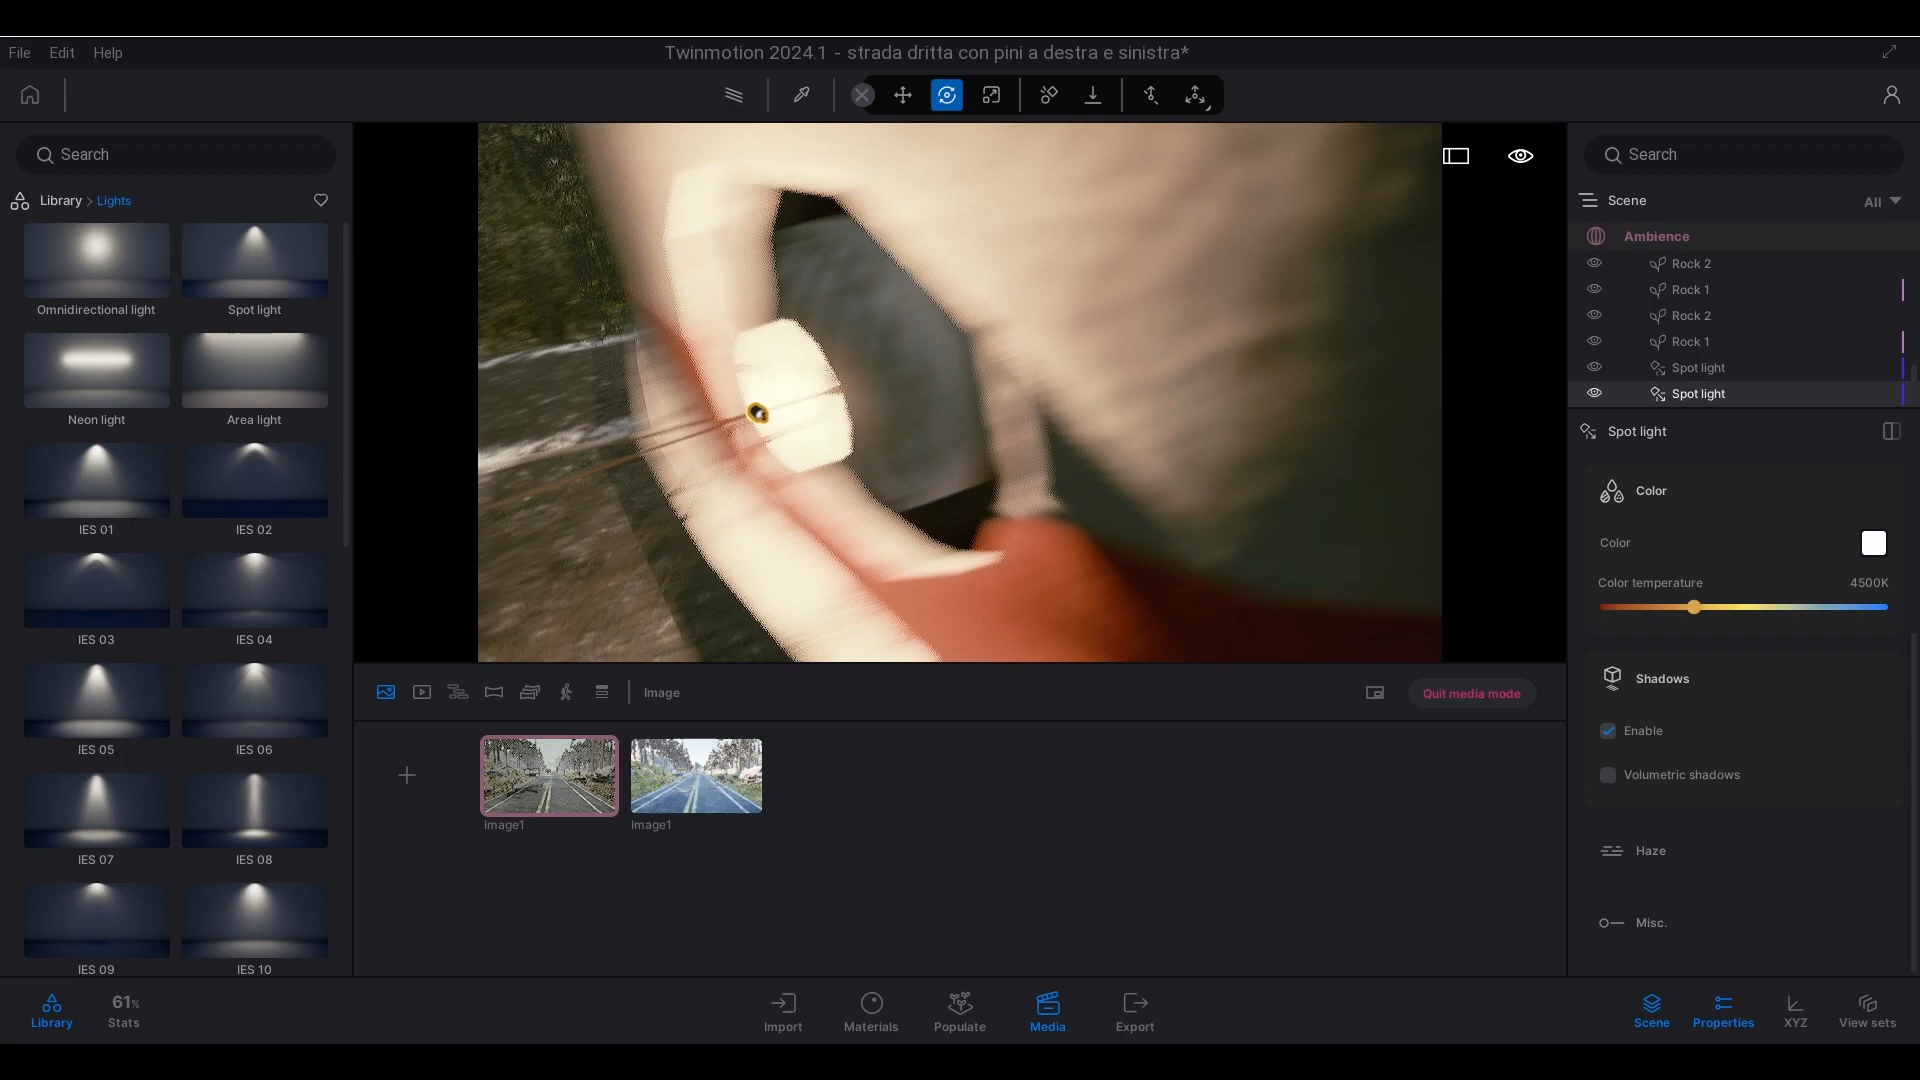 File Edit Help
Twinmotion 2024.1 - strada dritta con pini a destra e sinistra*
Search
Library > Lights
Omnidirectional light
Spot light
Neon light
Area light
IES 01
IES 02
IES 03
IES 04
IES 05
IES 06
IES 07
IES 08
IES 09
IES 10
Image
Quit media mode
Image1
Image1
Search
Scene
All
Ambience
Rock 2
Rock 1
Rock 2
Rock 1
Spot light
Spot light
Spot light
Color
Color
Color temperature 4500K
Shadows
Enable
Volumetric shadows
Haze
Misc.
Library
61%
Stats
Import
Materials
Populate
Media
Export
Scene
Properties
XYZ
View sets